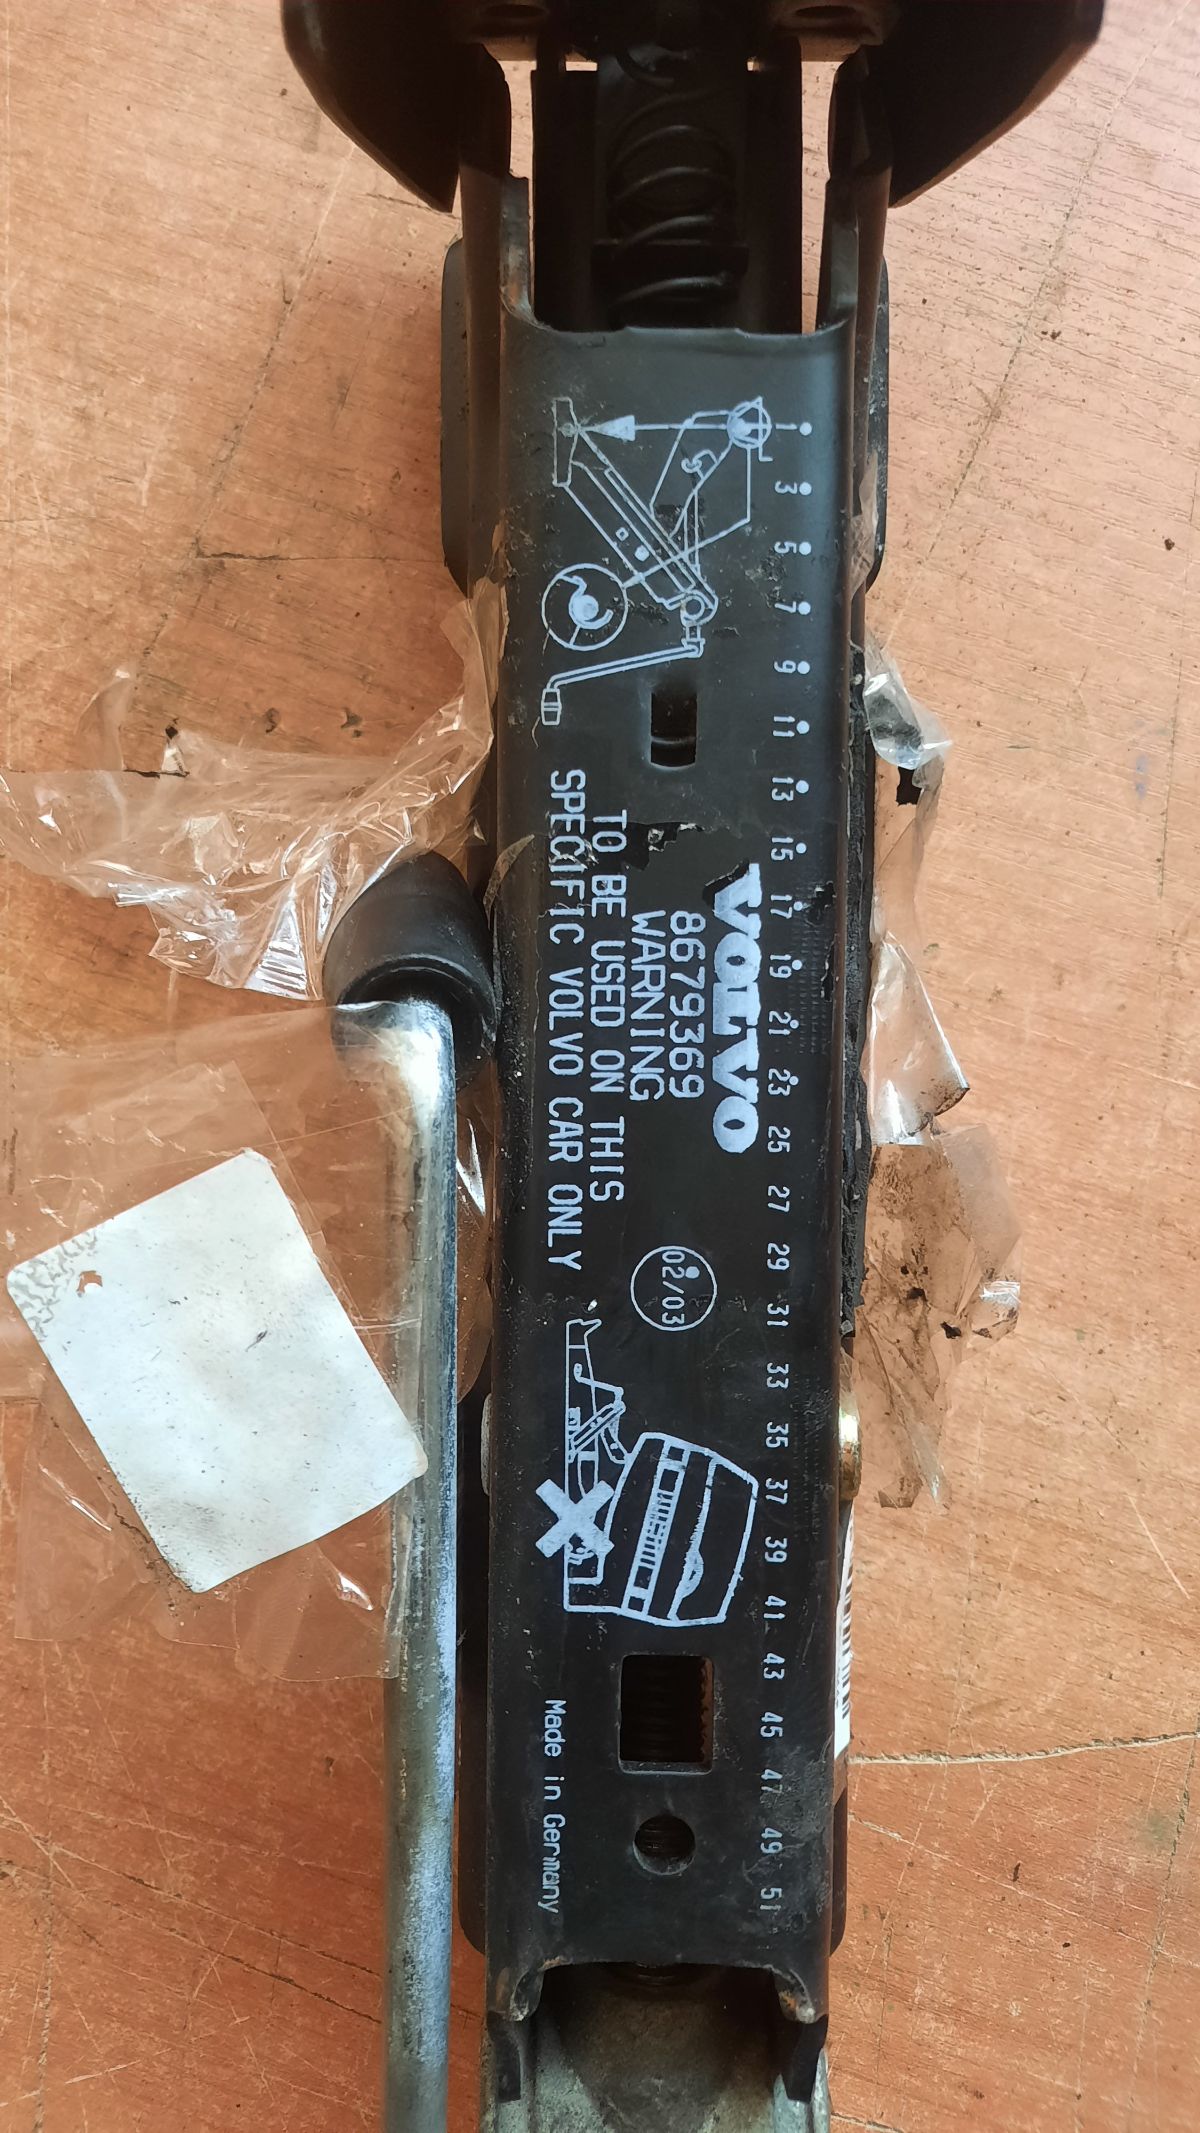 1 3 5 7 9 11 13 15 17 19 21 23 25 27 29 31 33 35 37 39 41 43 45 47 49 51
VOLVO
8679369
WARNING
TO BE USED ON THIS
SPECIFIC VOLVO CAR ONLY
02/03
Made in Germany